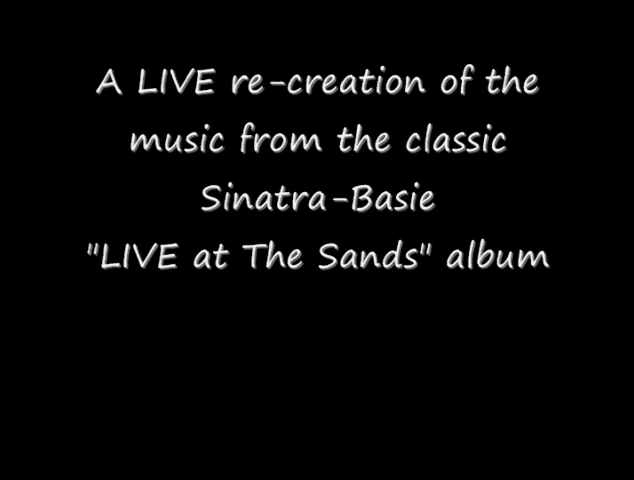 A LIVE re-creation of the
music from the classic
Sinatra-Basie
"LIVE at The Sands" album